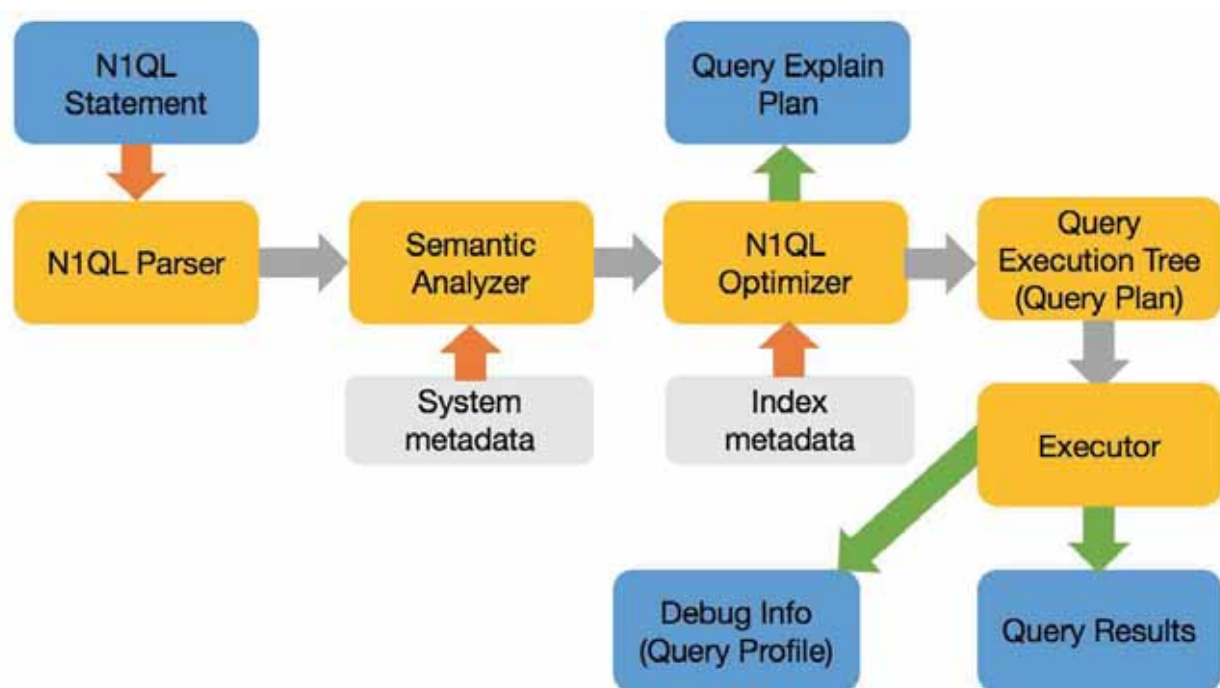 N1QL
Statement
Query Explain
Plan
N1QL Parser
Semantic
Analyzer
N1QL
Optimizer
Query
Execution Tree
(Query Plan)
System
metadata
Index
metadata
Executor
Debug Info
(Query Profile)
Query Results